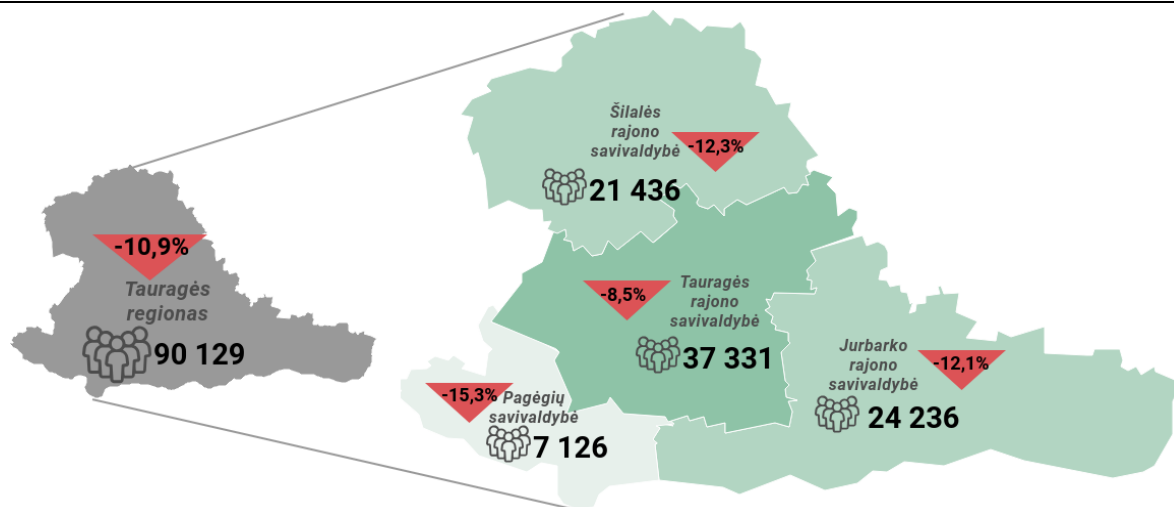 -10,9%
Tauragės
regionas
90 129
Šilalės
rajono
savivaldybė
-12,3%
21 436
-8,5%
Tauragės
rajono
savivaldybė
37 331
Jurbarko
rajono
savivaldybė
-12,1%
24 236
-15,3%
Pagėgių
savivaldybė
7 126